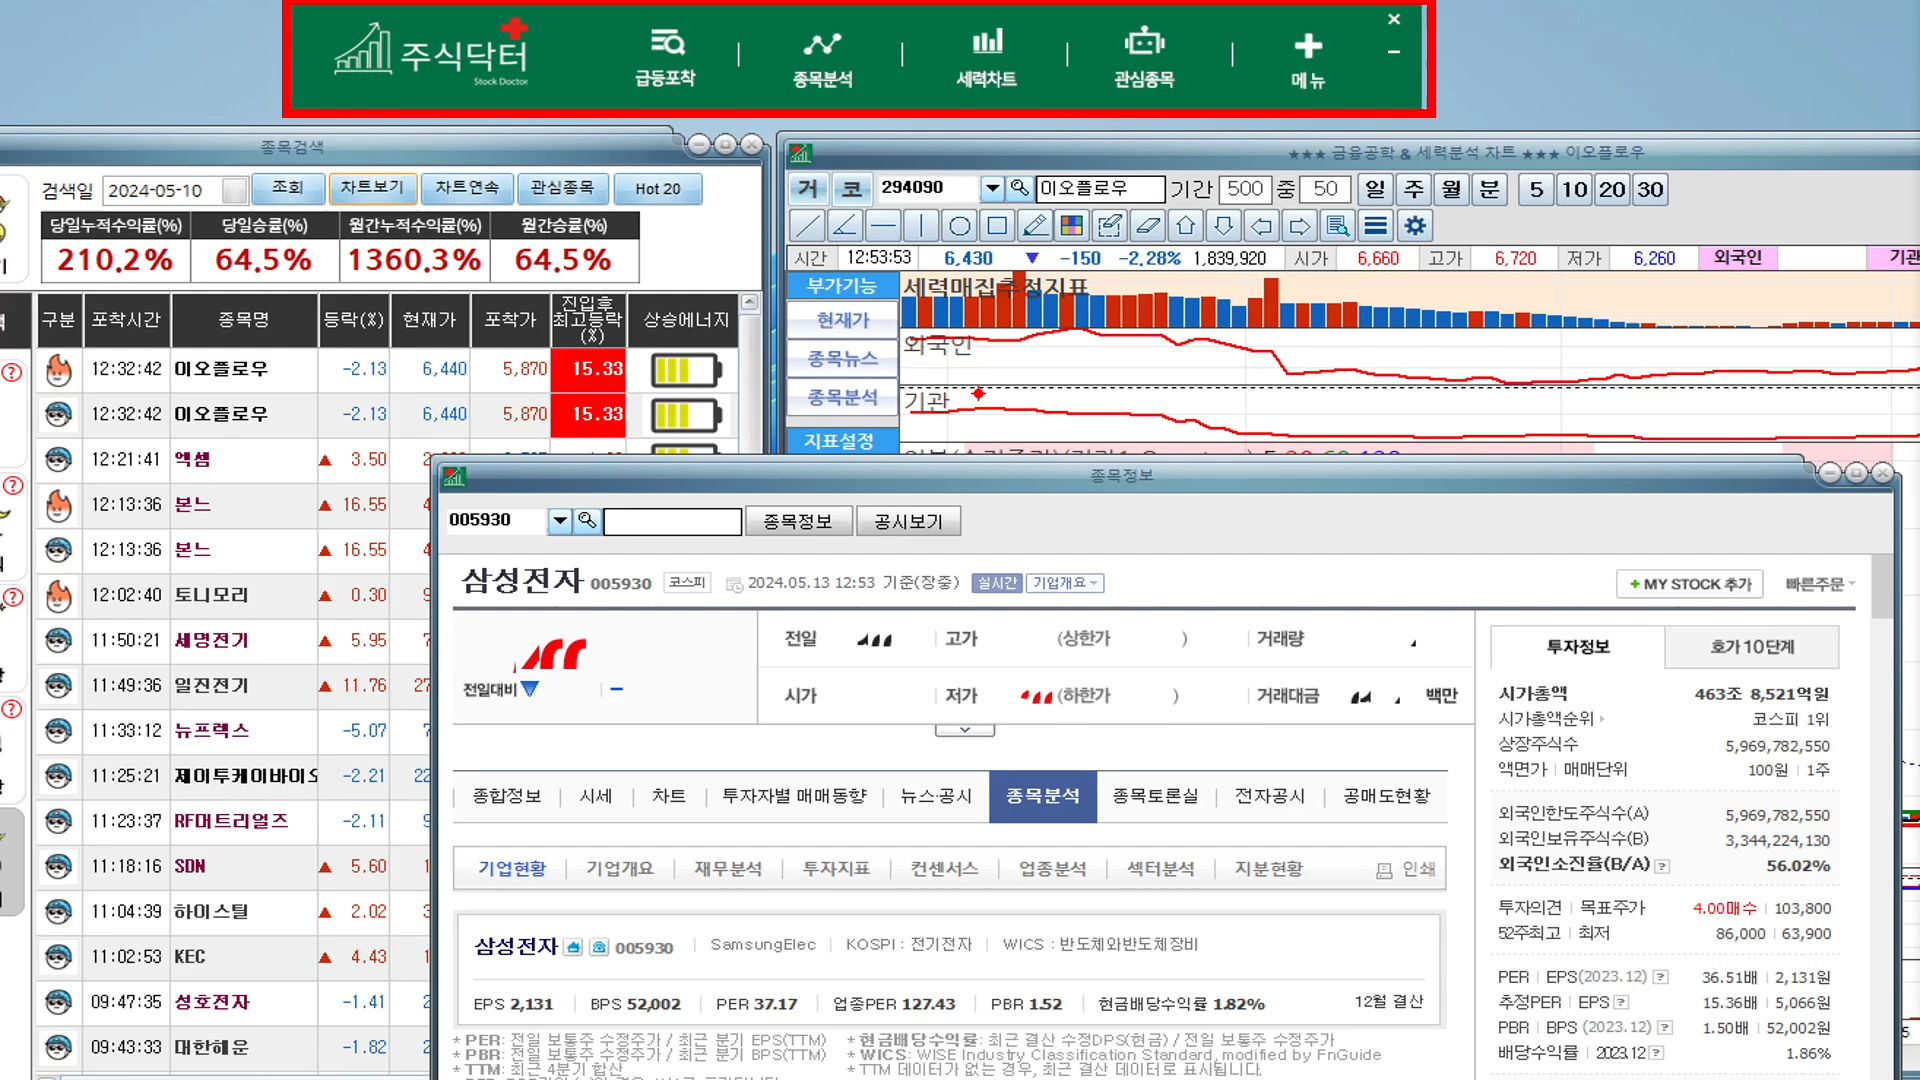 주식닥터
Stock Doctor
급등포착
종목분석
세력차트
관심종목
메뉴
종목검색
검색일 2024-05-10 조회 차트보기 차트연속 관심종목 Hot 20
당일누적수익률(%) 당일승률(%) 월간누적수익률(%) 월간승률(%)
210.2% 64.5% 1360.3% 64.5%
구분 포착시간 종목명 등락(%) 현재가 포착가 진입후 최고등락 (%) 상승에너지
12:32:42 이오플로우 -2.13 6,440 5,870 15.33
12:32:42 이오플로우 -2.13 6,440 5,870 15.33
12:21:41 엑셈 ▲ 3.50
12:13:36 본느 ▲ 16.55
12:13:36 본느 ▲ 16.55
12:02:40 토니모리 ▲ 0.30
11:50:21 세명전기 ▲ 5.95
11:49:36 일진전기 ▲ 11.76
11:33:12 뉴프렉스 -5.07
11:25:21 제이투케이바이오 -2.21
11:23:37 RF머트리얼즈 -2.11
11:18:16 SDN ▲ 5.60
11:04:39 하이스틸 ▲ 2.02
11:02:53 KEC ▲ 4.43
09:47:35 성호전자 -1.41
09:43:33 대한해운 -1.82
★★★ 금융공학 & 세력분석 차트 ★★★ 이오플로우
거 코 294090 이오플로우 기간 500 중 50 일 주 월 분 5 10 20 30
시간 12:53:53 6,430 ▼ -150 -2.28% 1,839,920 시가 6,660 고가 6,720 저가 6,260 외국인 기관
부가기능
현재가
종목뉴스
종목분석
지표설정
세력매집추정지표
외국인
기관
종목정보
005930 종목정보 공시보기
삼성전자 005930 코스피 2024.05.13 12:53 기준(장중) 실시간 기업개요
+ MY STOCK 추가 빠른주문
전일 고가 (상한가 ) 거래량
전일대비 ▼
시가 저가 (하한가 ) 거래대금 백만
종합정보 시세 차트 투자자별 매매동향 뉴스·공시 종목분석 종목토론실 전자공시 공매도현황
기업현황 기업개요 재무분석 투자지표 컨센서스 업종분석 섹터분석 지분현황 인쇄
삼성전자 005930 SamsungElec KOSPI : 전기전자 WICS : 반도체와반도체장비
EPS 2,131 BPS 52,002 PER 37.17 업종PER 127.43 PBR 1.52 현금배당수익률 1.82% 12월 결산
* PER: 전일 보통주 수정주가 / 최근 분기 EPS(TTM) * 현금배당수익률: 최근 결산 수정DPS(현금) / 전일 보통주 수정주가
* PBR: 전일 보통주 수정주가 / 최근 분기 BPS(TTM) * WICS: WISE Industry Classification Standard, modified by FnGuide
* TTM: 최근 4분기 합산 * TTM 데이터가 없는 경우, 최근 결산 데이터로 표시됩니다.
투자정보 호가 10단계
시가총액 463조 8,521억원
시가총액순위 코스피 1위
상장주식수 5,969,782,550
액면가 매매단위 100원 1주
외국인한도주식수(A) 5,969,782,550
외국인보유주식수(B) 3,344,224,130
외국인소진율(B/A) ? 56.02%
투자의견 목표주가 4.00매수 103,800
52주최고 최저 86,000 63,900
PER EPS(2023.12) ? 36.51배 2,131원
추정PER EPS ? 15.36배 5,066원
PBR BPS (2023.12) ? 1.50배 52,002원
배당수익률 2023.12 ? 1.86%